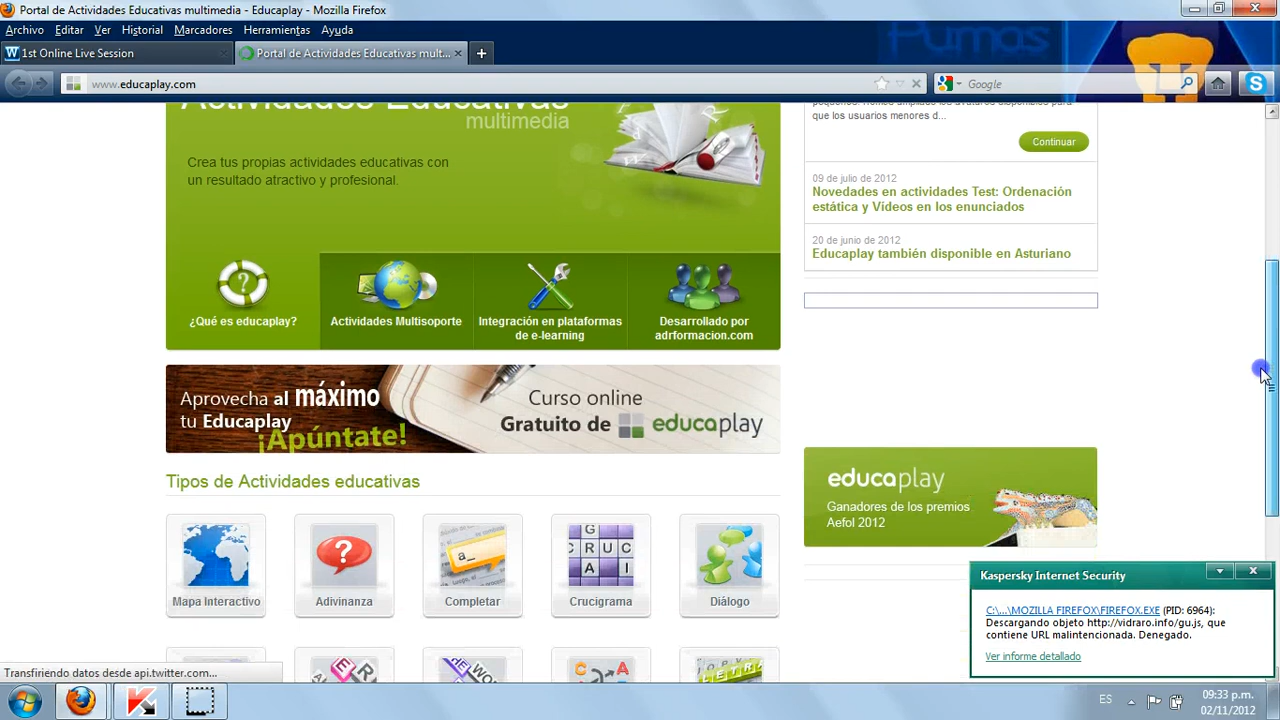 Portal de Actividades Educativas multimedia - Educaplay - Mozilla Firefox
Archivo Editar Ver Historial Marcadores Herramientas Ayuda
Pumas
1st Online Live Session
Portal de Actividades Educativas mult...
www.educaplay.com
Google
Actividades Educativas
multimedia
Crea tus propias actividades educativas con
un resultado atractivo y profesional.
¿Qué es educaplay?
Actividades Multisoporte
Integración en plataformas
de e-learning
Desarrollado por
adrformacion.com
que los usuarios menores d...
Continuar
09 de julio de 2012
Novedades en actividades Test: Ordenación
estática y Vídeos en los enunciados
20 de junio de 2012
Educaplay también disponible en Asturiano
Aprovecha al máximo
tu Educaplay
¡Apúntate!
Curso online
Gratuito de educaplay
educaplay
Ganadores de los premios
Aefol 2012
Tipos de Actividades educativas
Mapa Interactivo
Adivinanza
Completar
Crucigrama
Diálogo
Kaspersky Internet Security
C:\...\MOZILLA FIREFOX\FIREFOX.EXE (PID: 6964):
Descargando objeto http://vidraro.info/gu.js, que
contiene URL malintencionada. Denegado.
Ver informe detallado
Transfiriendo datos desde api.twitter.com...
ES
09:33 p.m.
02/11/2012